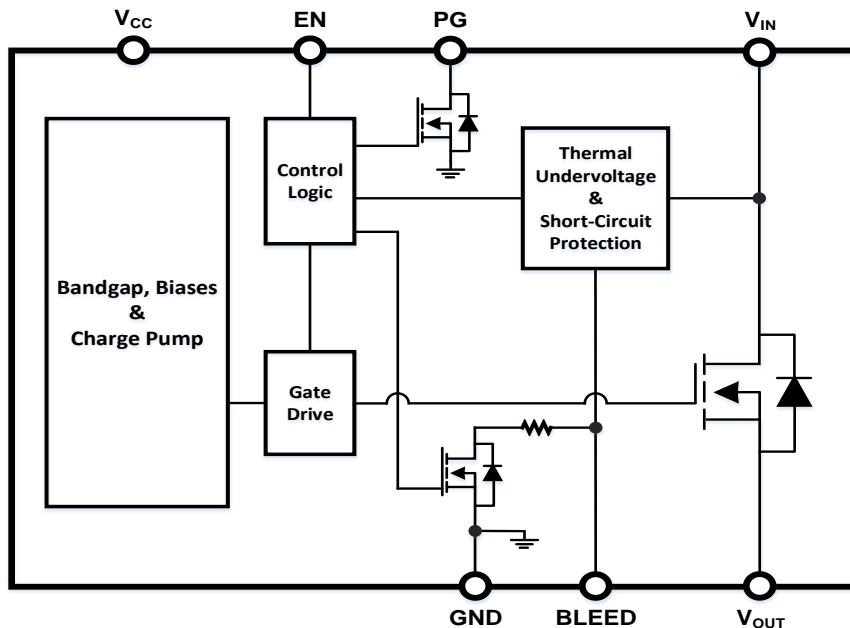 VCC
EN
PG
VIN
Control
Logic
Thermal
Undervoltage
&
Short-Circuit
Protection
Bandgap, Biases
&
Charge Pump
Gate
Drive
GND
BLEED
VOUT